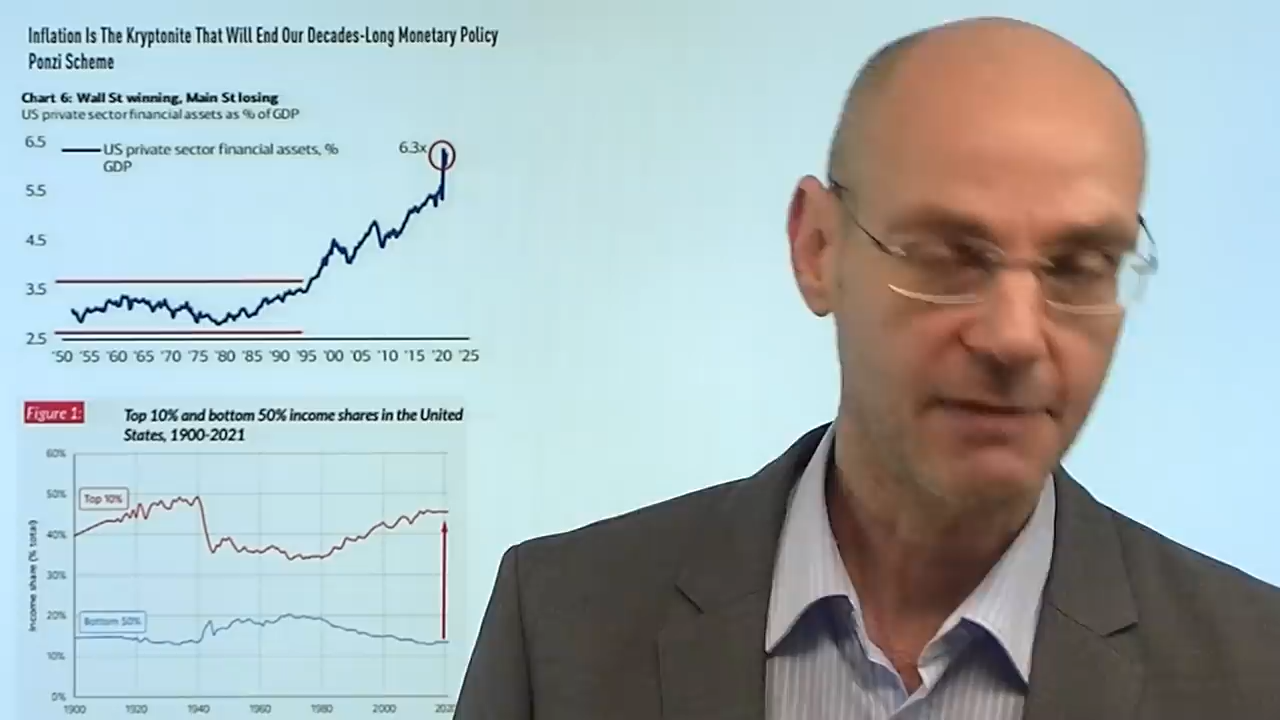 Inflation Is The Kryptonite That Will End Our Decades-Long Monetary Policy
Ponzi Scheme
Chart 6: Wall St winning, Main St losing
US private sector financial assets as % of GDP
6.5
US private sector financial assets, %
GDP
6.3x
5.5
4.5
3.5
2.5
'50 '55 '60 '65 '70 '75 '80 '85 '90 '95 '00 '05 '10 '15 '20 '25
Figure 1:
Top 10% and bottom 50% income shares in the United
States, 1900-2021
60%
50%
Top 10%
40%
30%
20%
Bottom 50%
10%
0%
Income share (% total)
1900 1920 1940 1960 1980 2000 2020